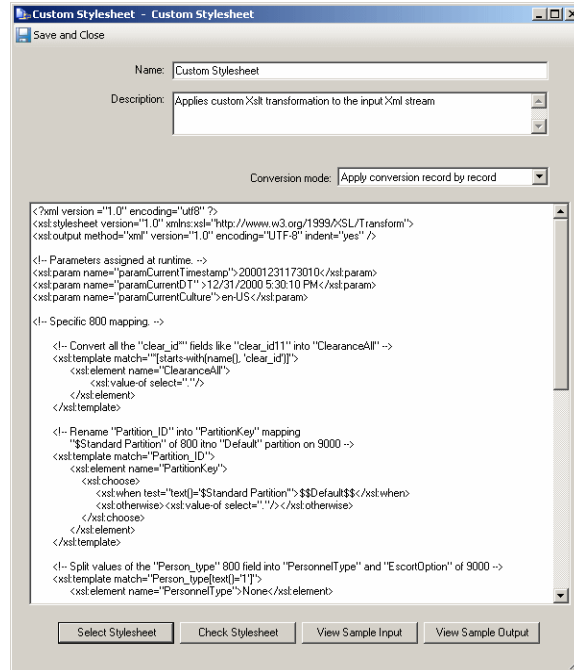 Custom Stylesheet - Custom Stylesheet
Save and Close
Name: Custom Stylesheet
Description: Applies custom Xslt transformation to the input Xml stream
Conversion mode: Apply conversion record by record
<?xml version ="1.0" encoding="utf8" ?>
<xsl:stylesheet version="1.0" xmlns:xsl="http://www.w3.org/1999/XSL/Transform">
<xsl:output method="xml" version="1.0" encoding="UTF-8" indent="yes" />
<!-- Parameters assigned at runtime. -->
<xsl:param name="paramCurrentTimestamp">20001231173010</xsl:param>
<xsl:param name="paramCurrentDT" >12/31/2000 5:30:10 PM</xsl:param>
<xsl:param name="paramCurrentCulture">en-US</xsl:param>
<!-- Specific 800 mapping. -->
<!-- Convert all the "clear_id*" fields like "clear_id11" into "ClearanceAll" -->
<xsl:template match="*[starts-with(name(), 'clear_id')]">
<xsl:element name="ClearanceAll">
<xsl:value-of select="."/>
</xsl:element>
</xsl:template>
<!-- Rename "Partition_ID" into "PartitionKey" mapping
"$Standard Partition" of 800 itno "Default" partition on 9000 -->
<xsl:template match="Partition_ID">
<xsl:element name="PartitionKey">
<xsl:choose>
<xsl:when test="text()='$Standard Partition'">$$Default$$</xsl:when>
<xsl:otherwise><xsl:value-of select="."/></xsl:otherwise>
</xsl:choose>
</xsl:element>
</xsl:template>
<!-- Split values of the "Person_type" 800 field into "PersonnelType" and "EscortOption" of 9000 -->
<xsl:template match="Person_type[text()='1']">
<xsl:element name="PersonnelType">None</xsl:element>
Select Stylesheet
Check Stylesheet
View Sample Input
View Sample Output